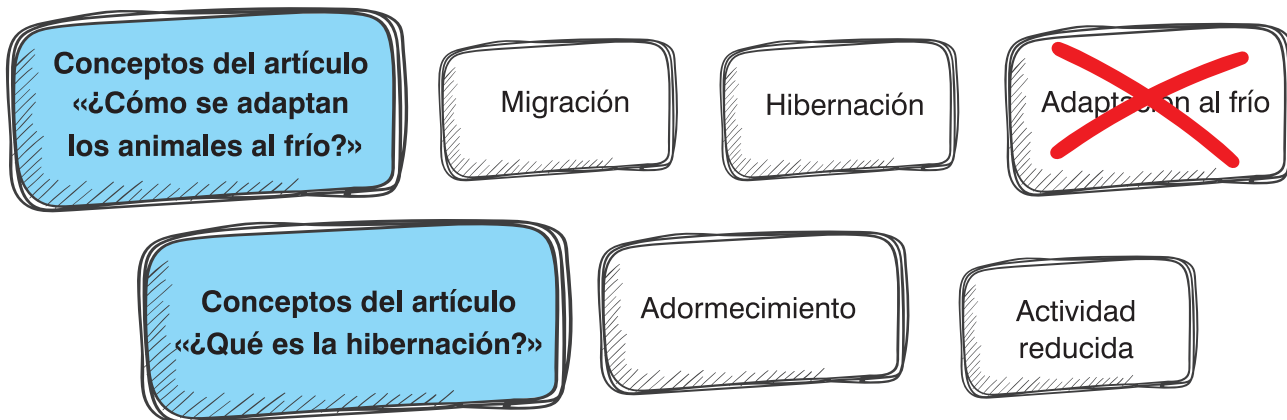 Conceptos del artículo
«¿Cómo se adaptan
los animales al frío?»
Migración
Hibernación
Adaptación al frío
Conceptos del artículo
«¿Qué es la hibernación?»
Adormecimiento
Actividad
reducida